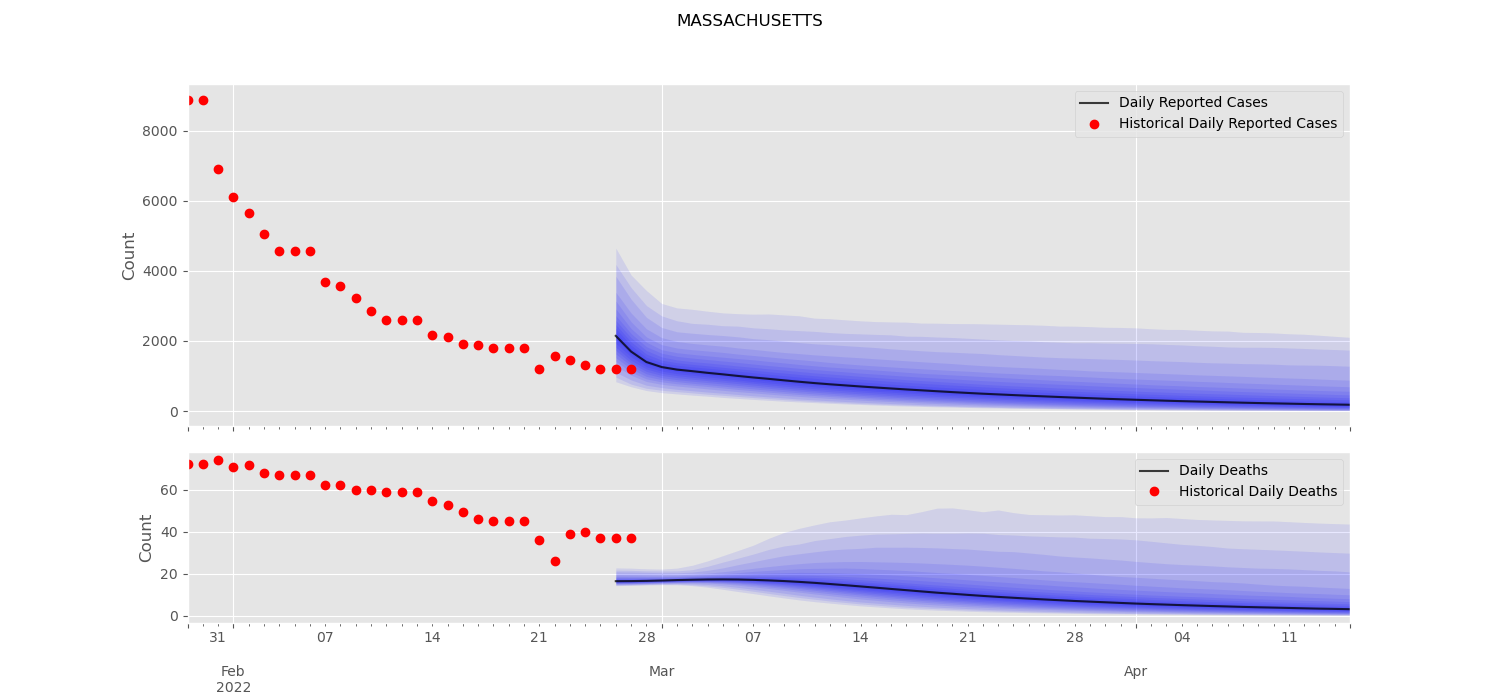 MASSACHUSETTS
Daily Reported Cases
Historical Daily Reported Cases
Count
8000
6000
4000
2000
0
Daily Deaths
Historical Daily Deaths
Count
60
40
20
0
31 07 14 21 28 07 14 21 28 04 11
Feb Mar Apr
2022